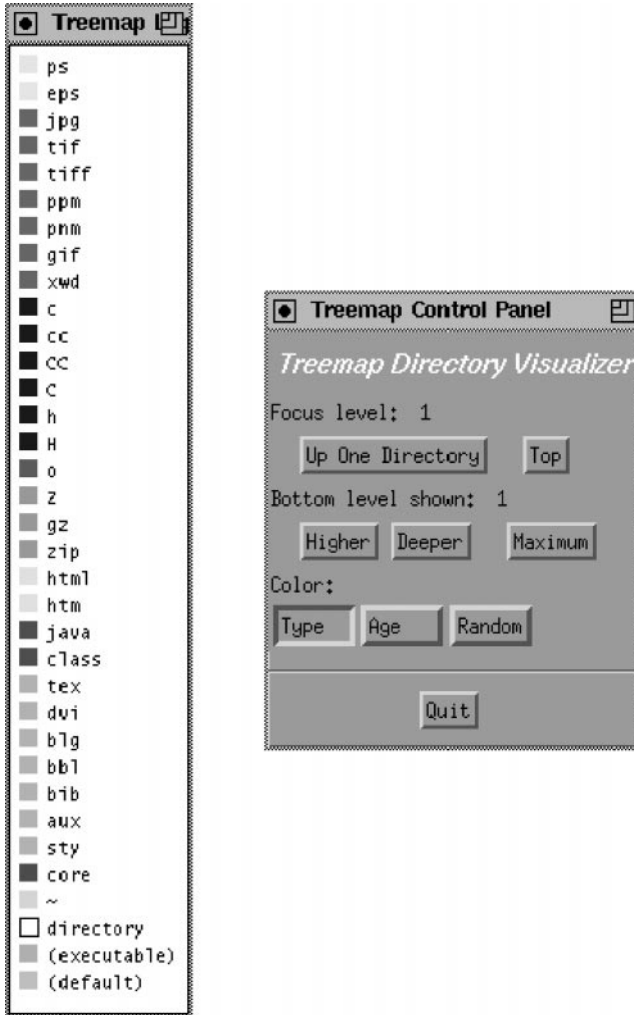 Treemap
ps
eps
jpg
tif
tiff
ppm
pnm
gif
xwd
c
cc
CC
C
h
H
o
Z
gz
zip
html
htm
java
class
tex
dvi
blg
bbl
bib
aux
sty
core
~
directory
(executable)
(default)
Treemap Control Panel
Treemap Directory Visualizer
Focus level: 1
Up One Directory Top
Bottom level shown: 1
Higher Deeper Maximum
Color:
Type Age Random
Quit